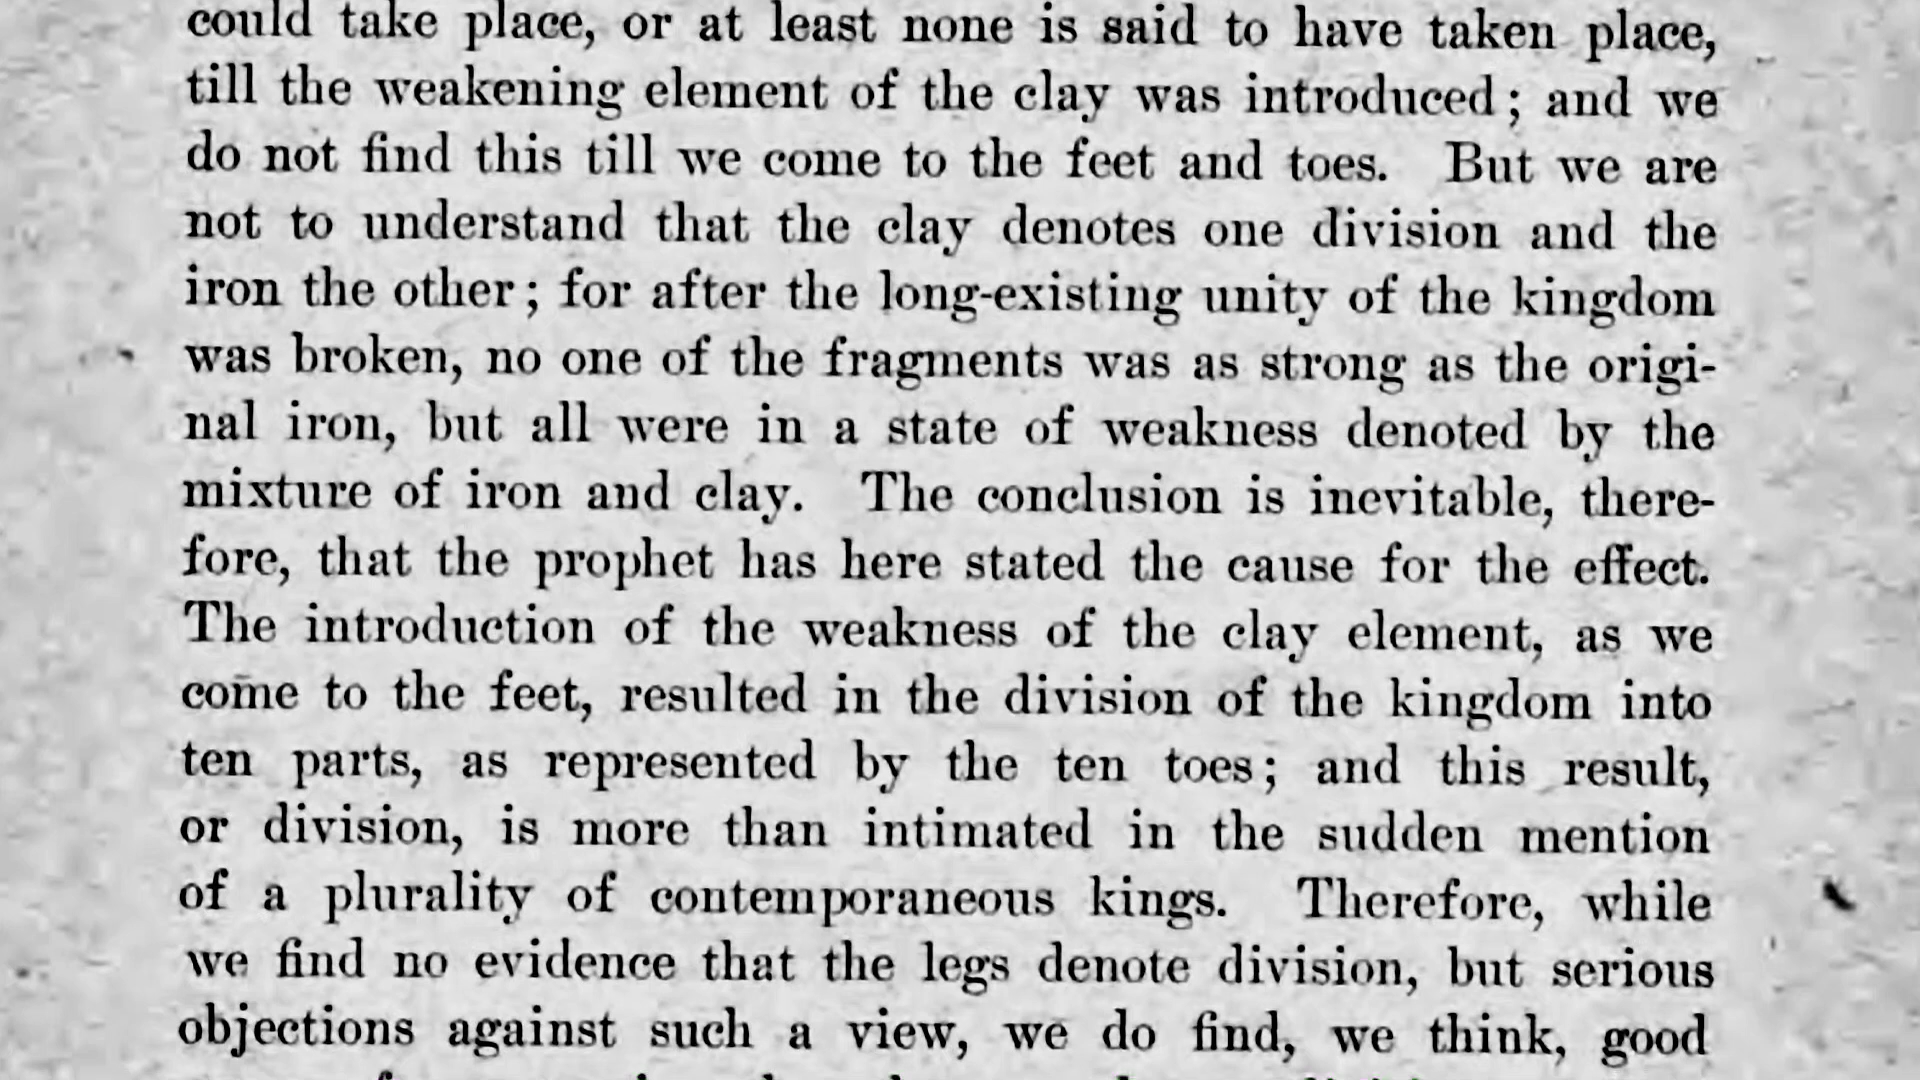 could take place, or at least none is said to have taken place,
till the weakening element of the clay was introduced; and we
do not find this till we come to the feet and toes. But we are
not to understand that the clay denotes one division and the
iron the other; for after the long-existing unity of the kingdom
was broken, no one of the fragments was as strong as the origi-
nal iron, but all were in a state of weakness denoted by the
mixture of iron and clay. The conclusion is inevitable, there-
fore, that the prophet has here stated the cause for the effect.
The introduction of the weakness of the clay element, as we
come to the feet, resulted in the division of the kingdom into
ten parts, as represented by the ten toes; and this result,
or division, is more than intimated in the sudden mention
of a plurality of contemporaneous kings. Therefore, while
we find no evidence that the legs denote division, but serious
objections against such a view, we do find, we think, good